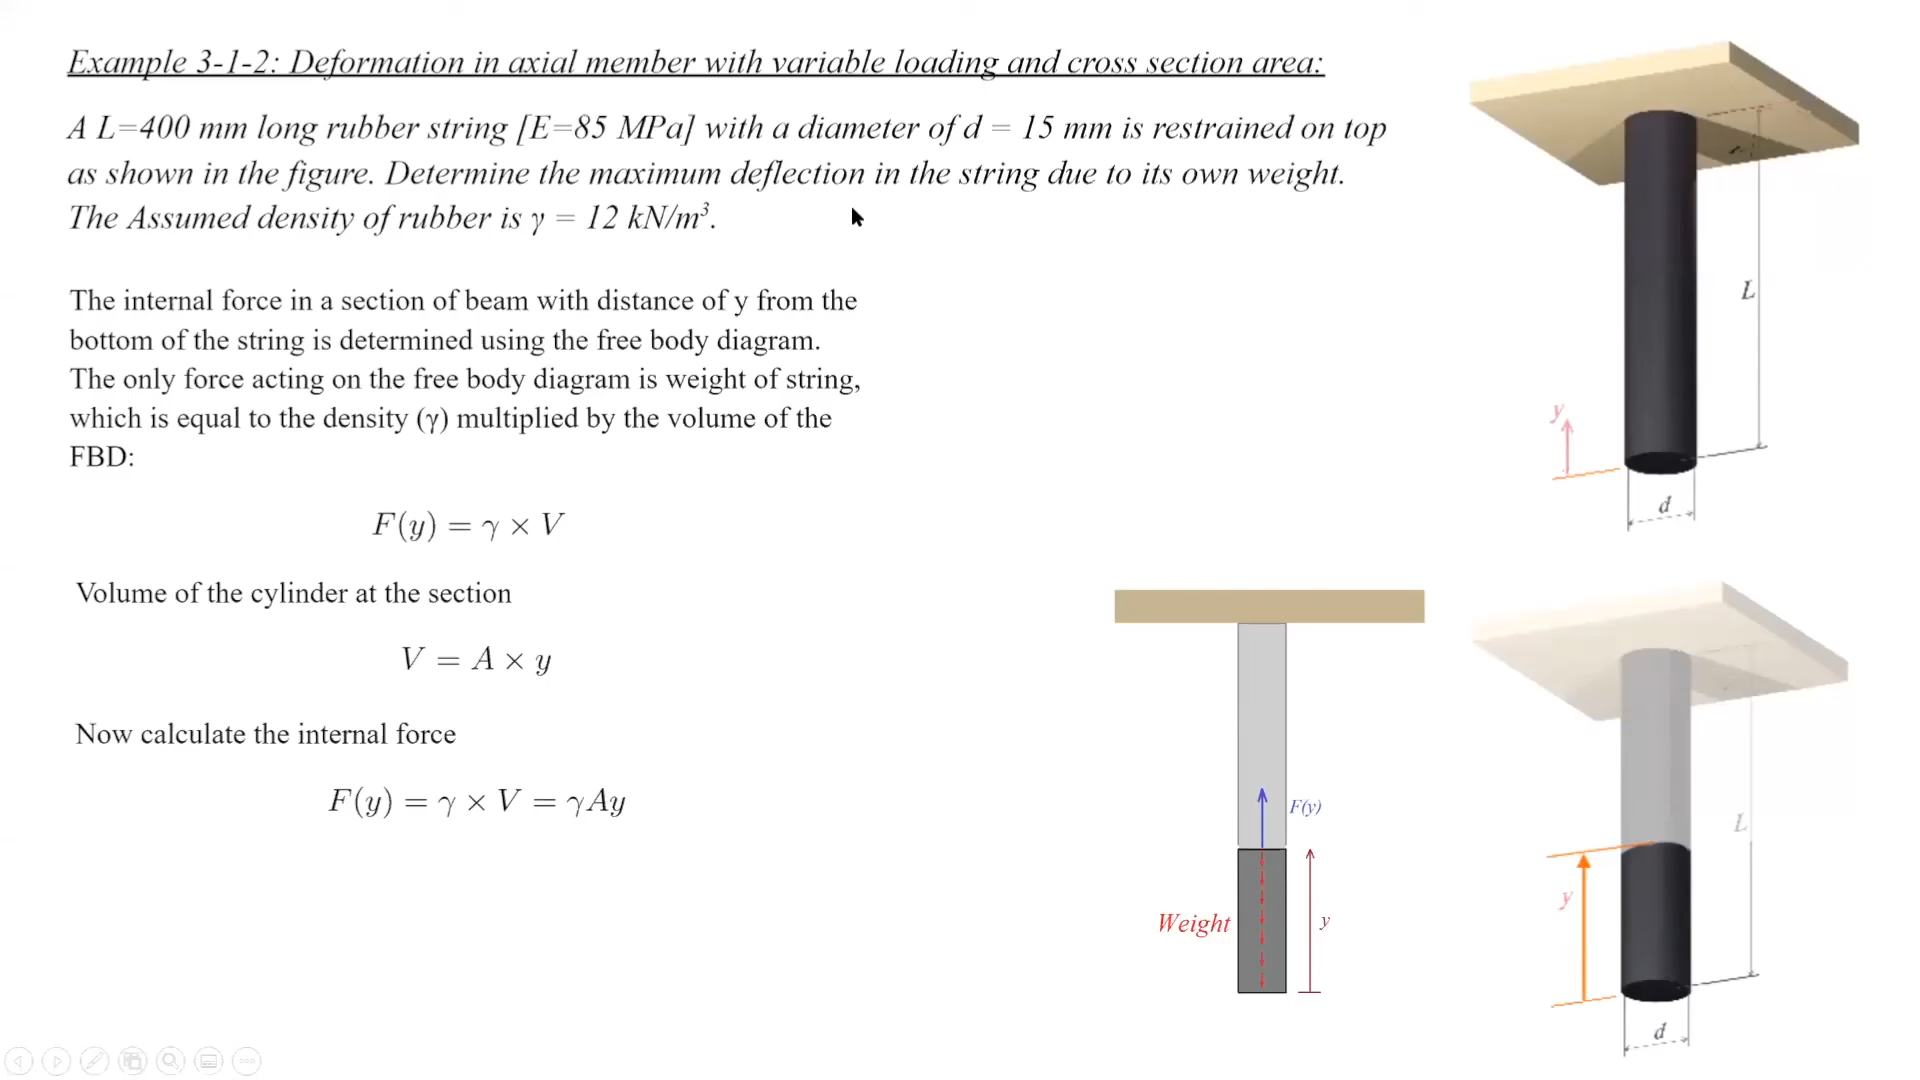 Example 3-1-2: Deformation in axial member with variable loading and cross section area:
A L=400 mm long rubber string [E=85 MPa] with a diameter of d = 15 mm is restrained on top
as shown in the figure. Determine the maximum deflection in the string due to its own weight.
The Assumed density of rubber is γ = 12 kN/m³.
The internal force in a section of beam with distance of y from the
bottom of the string is determined using the free body diagram.
The only force acting on the free body diagram is weight of string,
which is equal to the density (γ) multiplied by the volume of the
FBD:
F(y) = γ × V
Volume of the cylinder at the section
V = A × y
Now calculate the internal force
F(y) = γ × V = γAy
L
y
d
F(y)
Weight
y
L
y
d